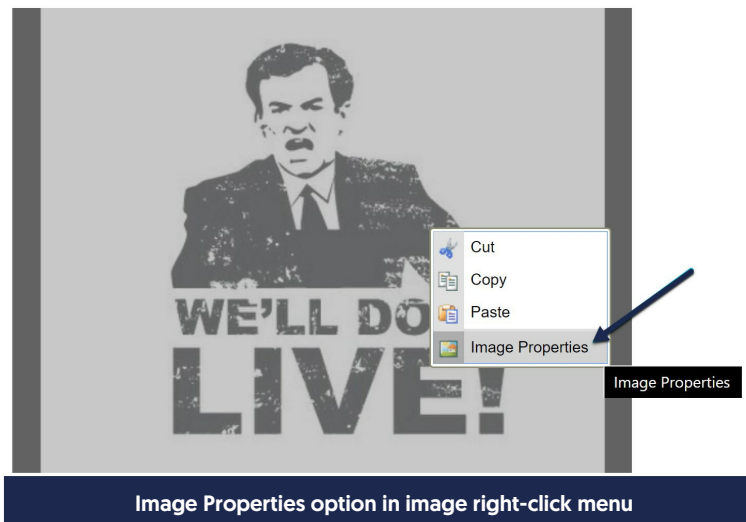 Cut
Copy
WE'LL DO
Paste
LIVE!
Image Properties
Image Properties
Image Properties option in image right-click menu